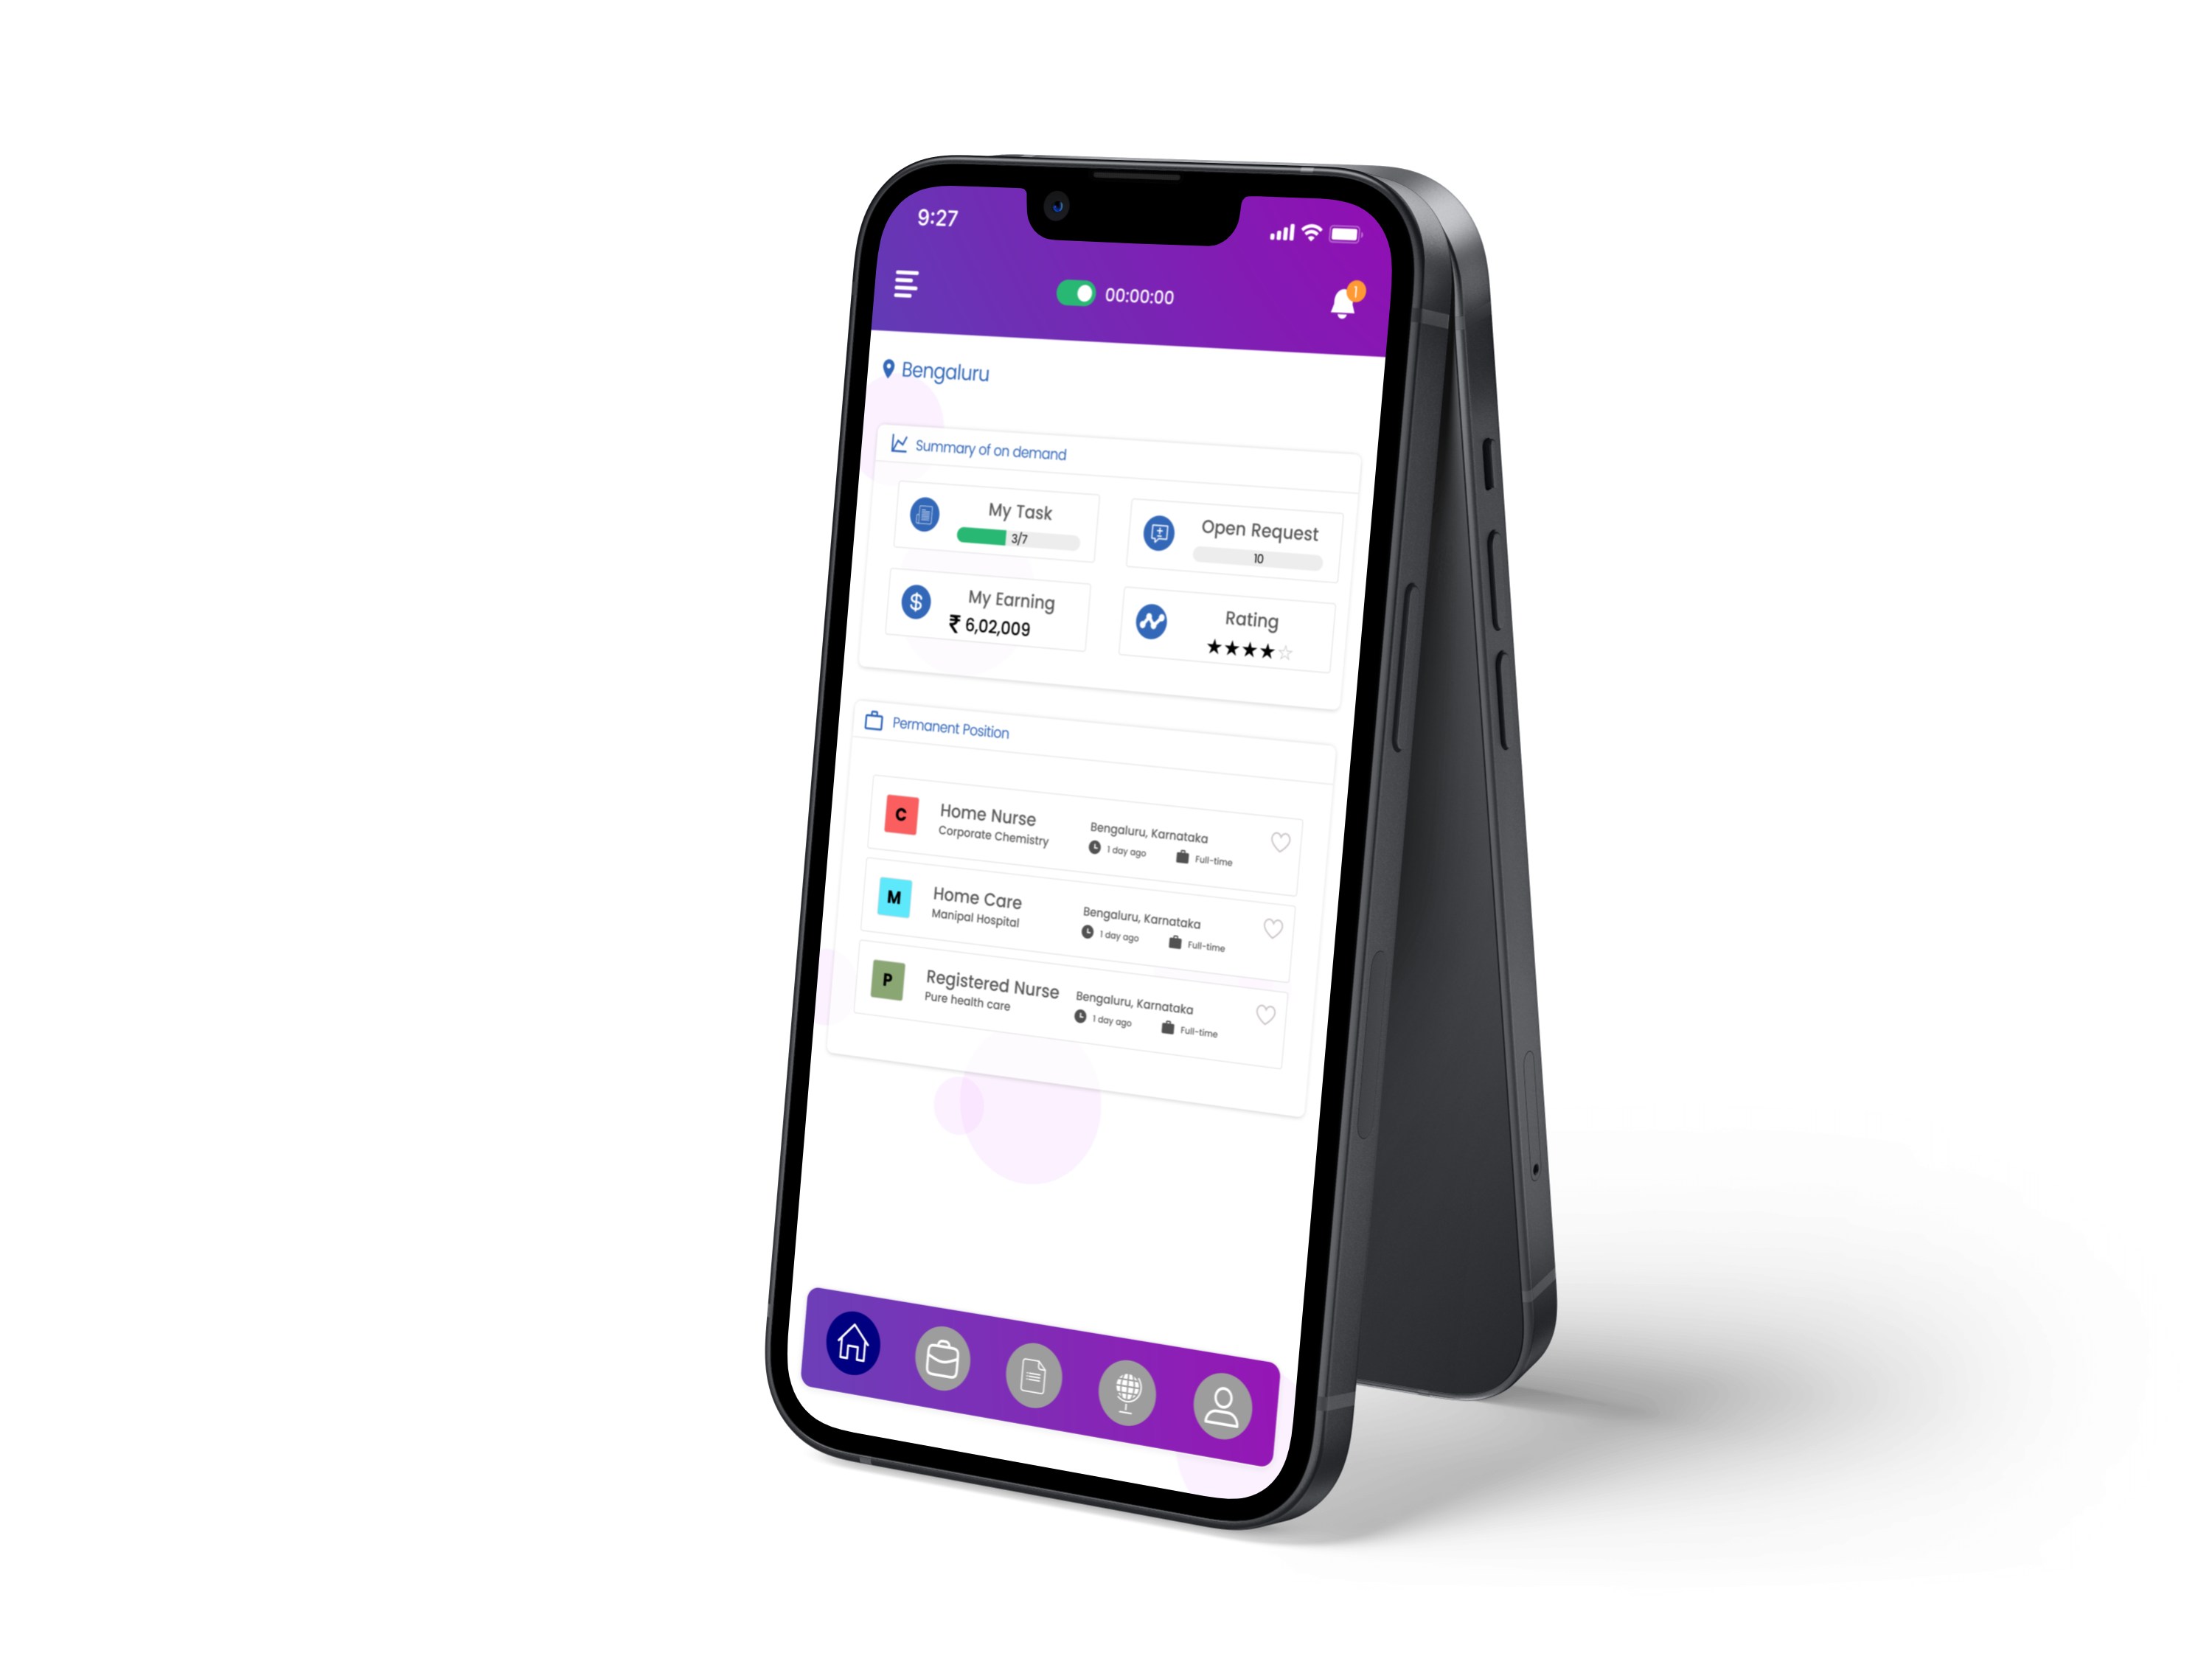 9:27
00:00:00
1
Bengaluru
Summary of on demand
My Task
3/7
Open Request
10
My Earning
₹ 6,02,009
Rating
★★★★☆
Permanent Position
C
Home Nurse
Corporate Chemistry
Bengaluru, Karnataka
1 day ago Full-time
M
Home Care
Manipal Hospital
Bengaluru, Karnataka
1 day ago Full-time
P
Registered Nurse
Pure health care
Bengaluru, Karnataka
1 day ago Full-time